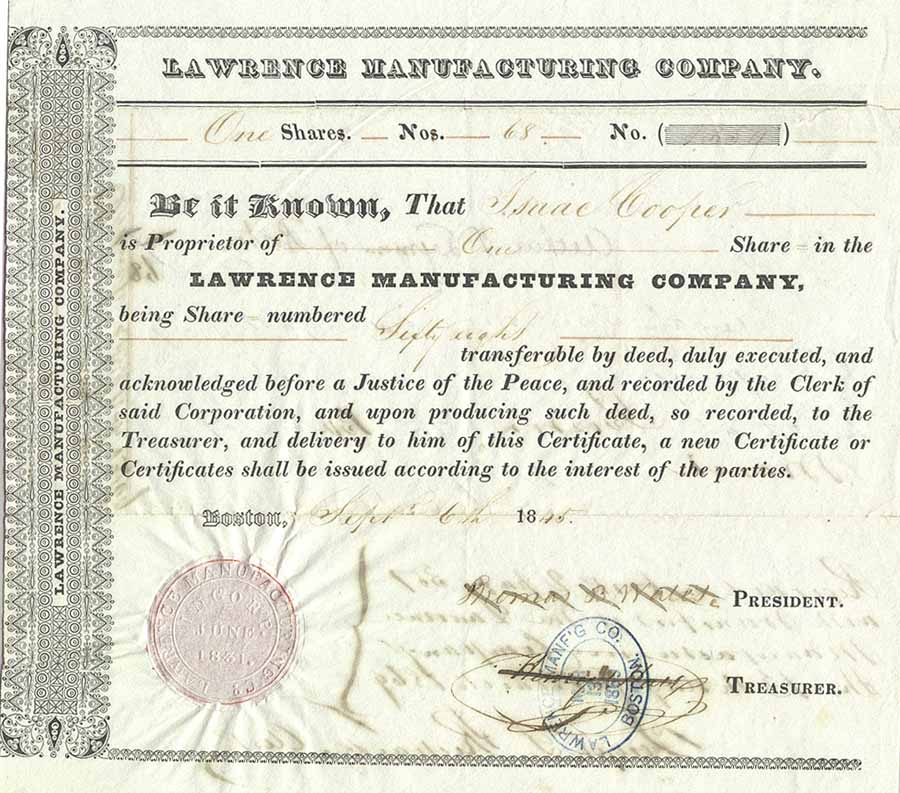 LAWRENCE MANUFACTURING COMPANY.
One Shares. Nos. 68. No. ( )
Be it Known, That Isaac Cooper
is Proprietor of One Share in the
LAWRENCE MANUFACTURING COMPANY,
being Share numbered Sixty eight
transferable by deed, duly executed, and
acknowledged before a Justice of the Peace, and recorded by the Clerk of
said Corporation, and upon producing such deed, so recorded, to the
Treasurer, and delivery to him of this Certificate, a new Certificate or
Certificates shall be issued according to the interest of the parties.
Boston, Sept. 6th 1845.
Thomas B Wales PRESIDENT.
TREASURER.
LAWRENCE MANUFACTURING CO.
INCORP.
JUNE
1831.
LAWRENCE MANF'G CO. BOSTON.
LAWRENCE MANUFACTURING COMPANY.